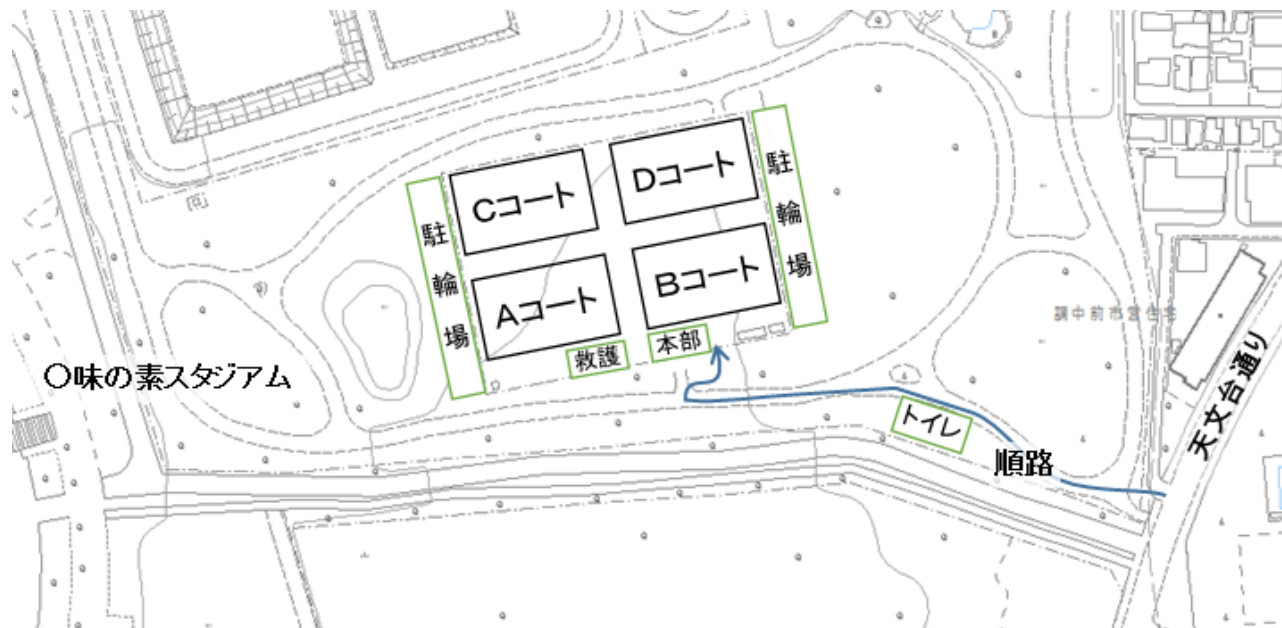 Cコート
Dコート
駐輪場
駐輪場
Aコート
Bコート
救護
本部
調中前市営住宅
〇味の素スタジアム
トイレ
順路
天文台通り